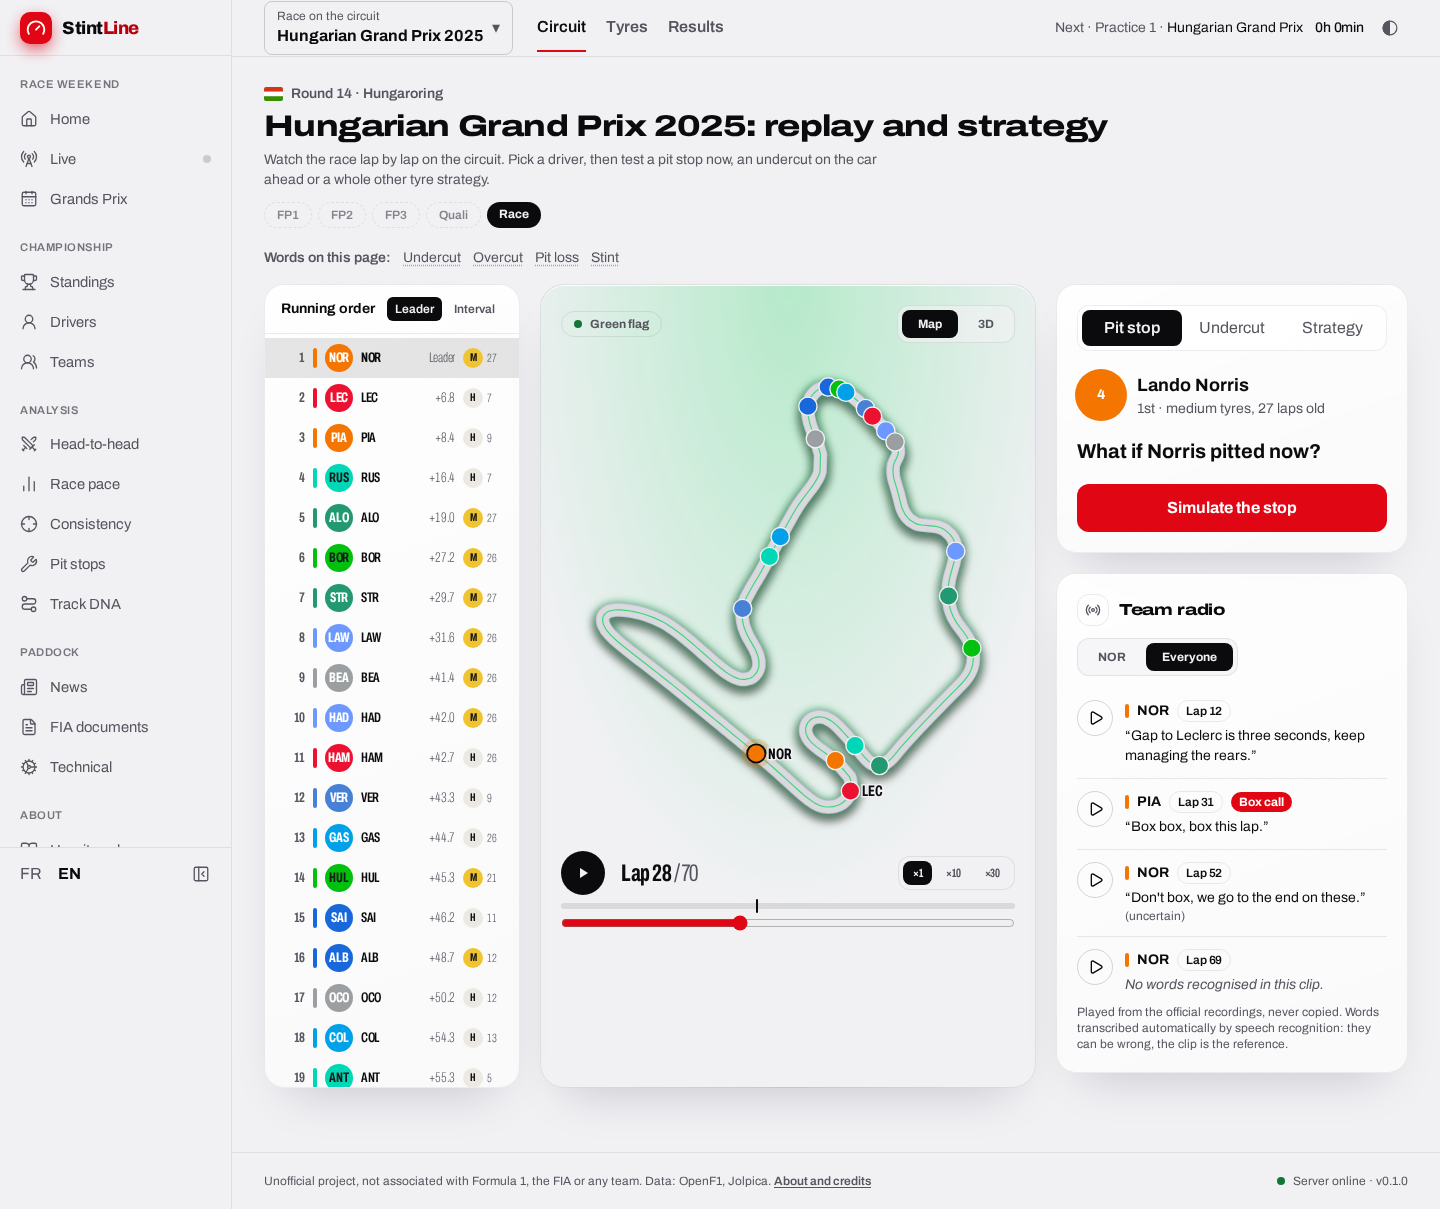 StintLine
RACE WEEKEND
Home
Live
Grands Prix
CHAMPIONSHIP
Standings
Drivers
Teams
ANALYSIS
Head-to-head
Race pace
Consistency
Pit stops
Track DNA
PADDOCK
News
FIA documents
Technical
ABOUT
FR EN
Race on the circuit
Hungarian Grand Prix 2025 ▾
Circuit Tyres Results
Next · Practice 1 · Hungarian Grand Prix 0h 0min
Round 14 · Hungaroring
Hungarian Grand Prix 2025: replay and strategy
Watch the race lap by lap on the circuit. Pick a driver, then test a pit stop now, an undercut on the car
ahead or a whole other tyre strategy.
FP1 FP2 FP3 Quali Race
Words on this page: Undercut Overcut Pit loss Stint
Running order Leader Interval
1 NOR NOR Leader M 27
2 LEC LEC +6.8 H 7
3 PIA PIA +8.4 H 9
4 RUS RUS +16.4 H 7
5 ALO ALO +19.0 M 27
6 BOR BOR +27.2 M 26
7 STR STR +29.7 M 27
8 LAW LAW +31.6 M 26
9 BEA BEA +41.4 M 26
10 HAD HAD +42.0 M 26
11 HAM HAM +42.7 H 26
12 VER VER +43.3 H 9
13 GAS GAS +44.7 H 26
14 HUL HUL +45.3 M 21
15 SAI SAI +46.2 H 11
16 ALB ALB +48.7 M 12
17 OCO OCO +50.2 H 12
18 COL COL +54.3 H 13
19 ANT ANT +55.3 H 5
Green flag
Map 3D
NOR
LEC
Lap 28/70
×1 ×10 ×30
Pit stop Undercut Strategy
4
Lando Norris
1st · medium tyres, 27 laps old
What if Norris pitted now?
Simulate the stop
Team radio
NOR Everyone
NOR Lap 12
“Gap to Leclerc is three seconds, keep
managing the rears.”
PIA Lap 31 Box call
“Box box, box this lap.”
NOR Lap 52
“Don't box, we go to the end on these.”
(uncertain)
NOR Lap 69
No words recognised in this clip.
Played from the official recordings, never copied. Words
transcribed automatically by speech recognition: they
can be wrong, the clip is the reference.
Unofficial project, not associated with Formula 1, the FIA or any team. Data: OpenF1, Jolpica. About and credits
Server online · v0.1.0